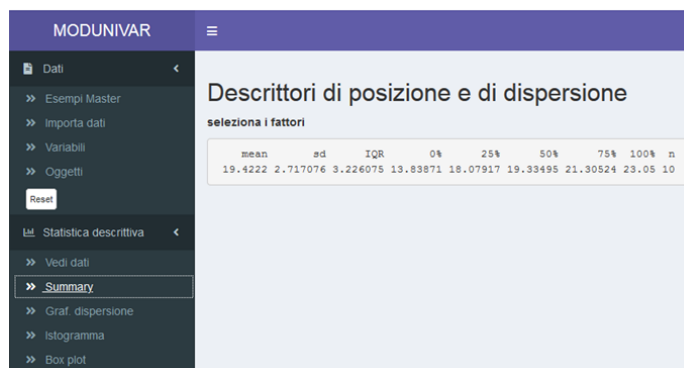 MODUNIVAR
Dati
Esempi Master
Importa dati
Variabili
Oggetti
Reset
Statistica descrittiva
Vedi dati
Summary
Graf. dispersione
Istogramma
Box plot
Descrittori di posizione e di dispersione
seleziona i fattori
mean sd IQR 0% 25% 50% 75% 100% n
19.4222 2.717076 3.226075 13.83871 18.07917 19.33495 21.30524 23.05 10